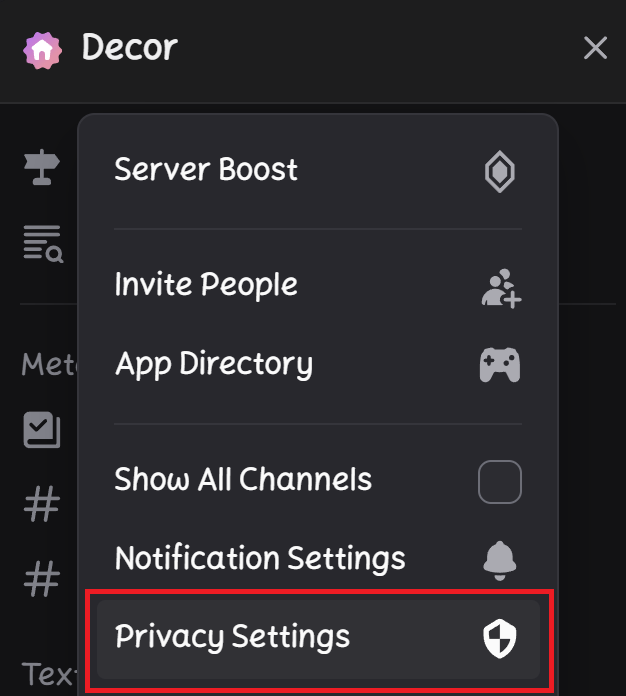 Decor
Server Boost
Invite People
App Directory
Meta
Show All Channels
Notification Settings
Privacy Settings
Text